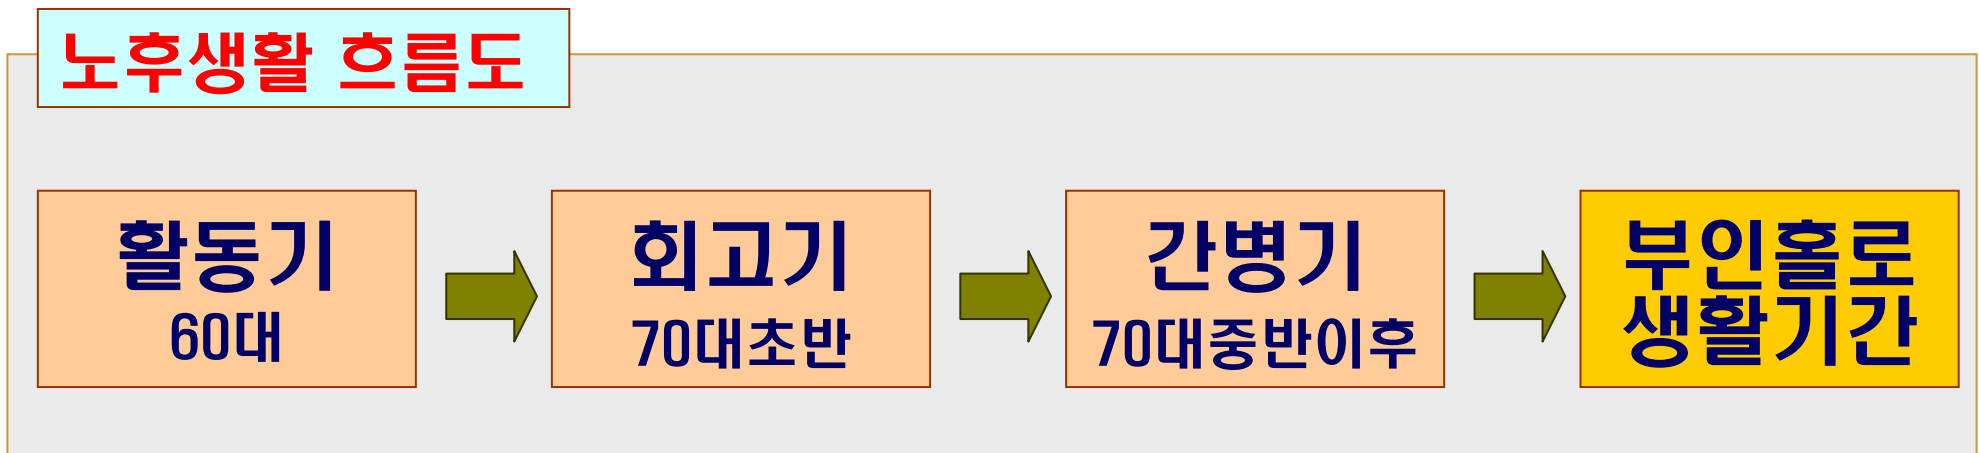 노후생활 흐름도
활동기
60대
회고기
70대초반
간병기
70대중반이후
부인홀로
생활기간